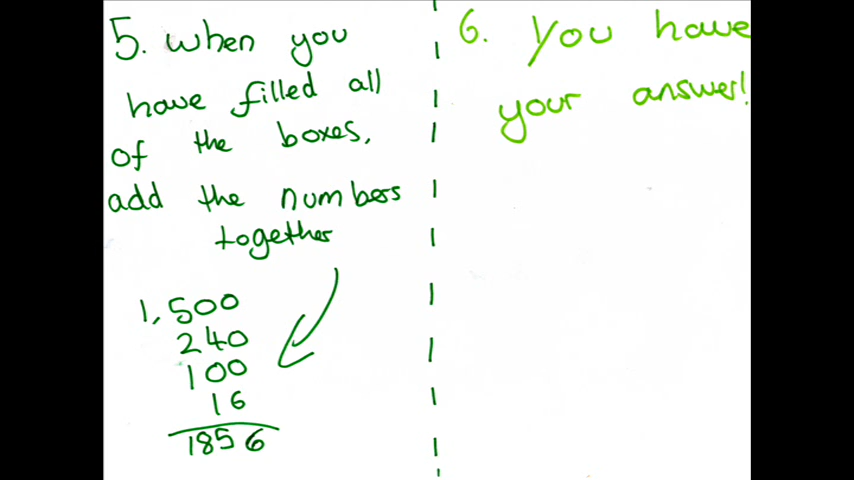 5. when you
have filled all
of the boxes,
add the numbers
together
1,500
240
100
16
1856
6. You have
your answer!